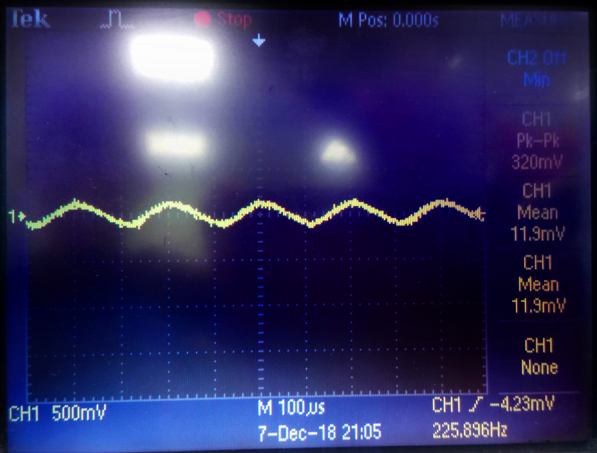 Tek
Stop
M Pos: 0.000s
MEASURE
CH2 Off
Min
CH1
Pk-Pk
320mV
CH1
Mean
11.9mV
CH1
Mean
11.9mV
CH1
None
1
CH1 500mV
M 100µs
CH1 ∕ -4.23mV
7-Dec-18 21:05
225.896Hz